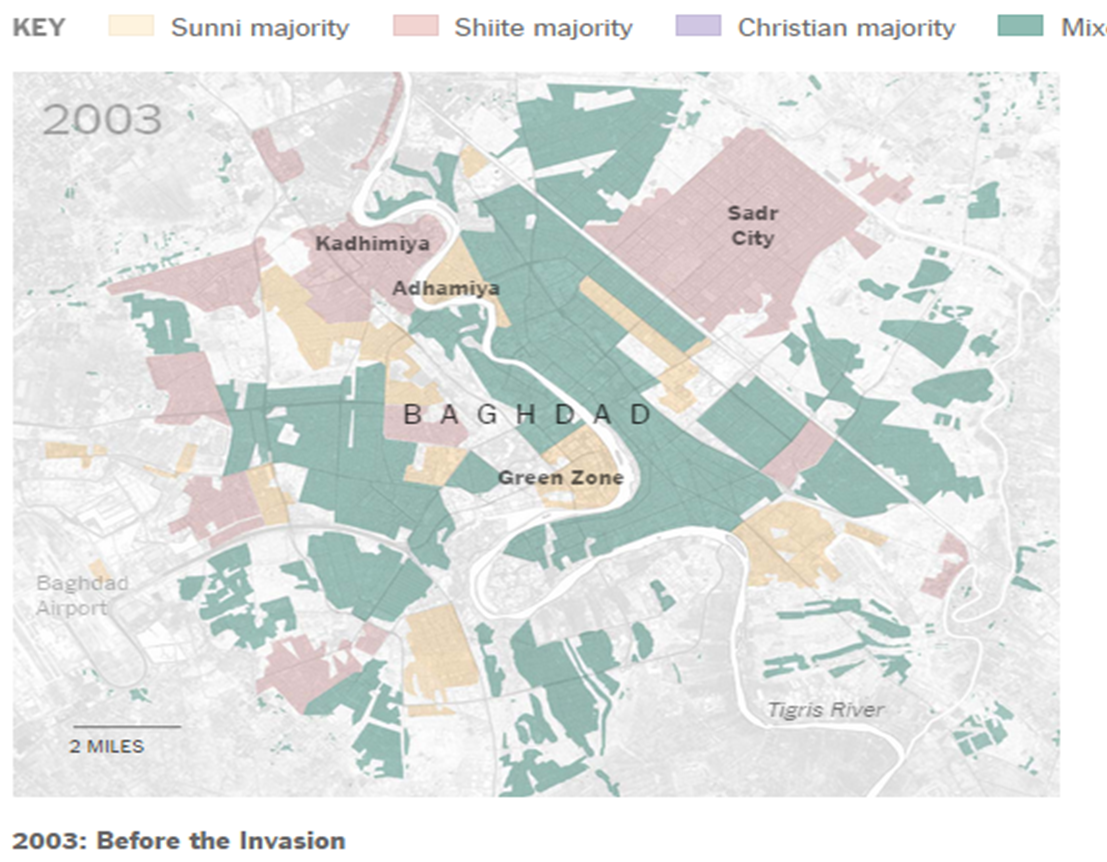 KEY Sunni majority Shiite majority Christian majority Mix
2003
Sadr
City
Kadhimiya
Adhamiya
BAGHDAD
Green Zone
Baghdad
Airport
Tigris River
2 MILES
2003: Before the Invasion